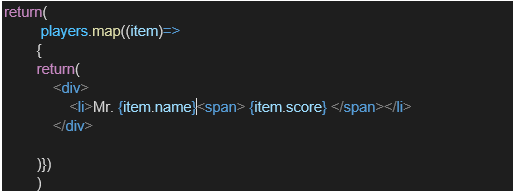 return(
players.map((item)=>
{
return(
<div>
<li>Mr. {item.name}<span> {item.score} </span></li>
</div>
)})
)